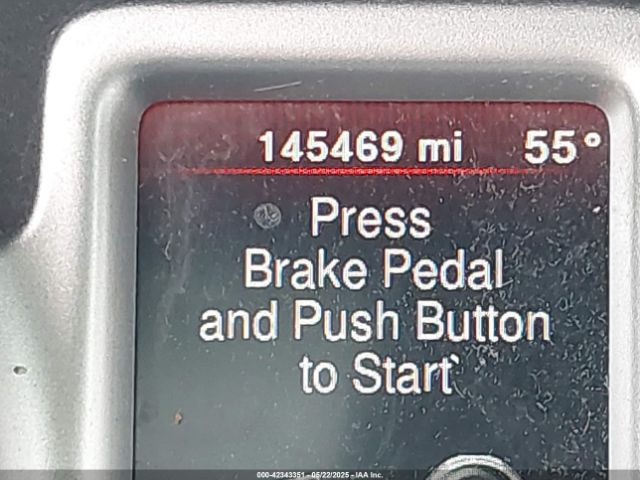 145469 mi 55°
Press
Brake Pedal
and Push Button
to Start
000-42343351 - 05/22/2025 - IAA Inc.